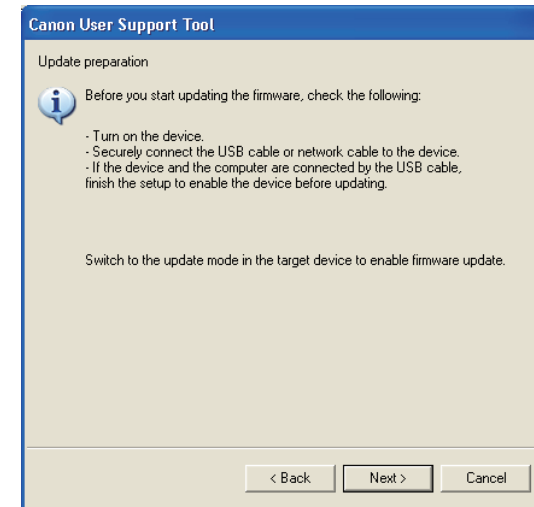 Canon User Support Tool
Update preparation
Before you start updating the firmware, check the following:
- Turn on the device.
- Securely connect the USB cable or network cable to the device.
- If the device and the computer are connected by the USB cable,
finish the setup to enable the device before updating.
Switch to the update mode in the target device to enable firmware update.
< Back
Next >
Cancel